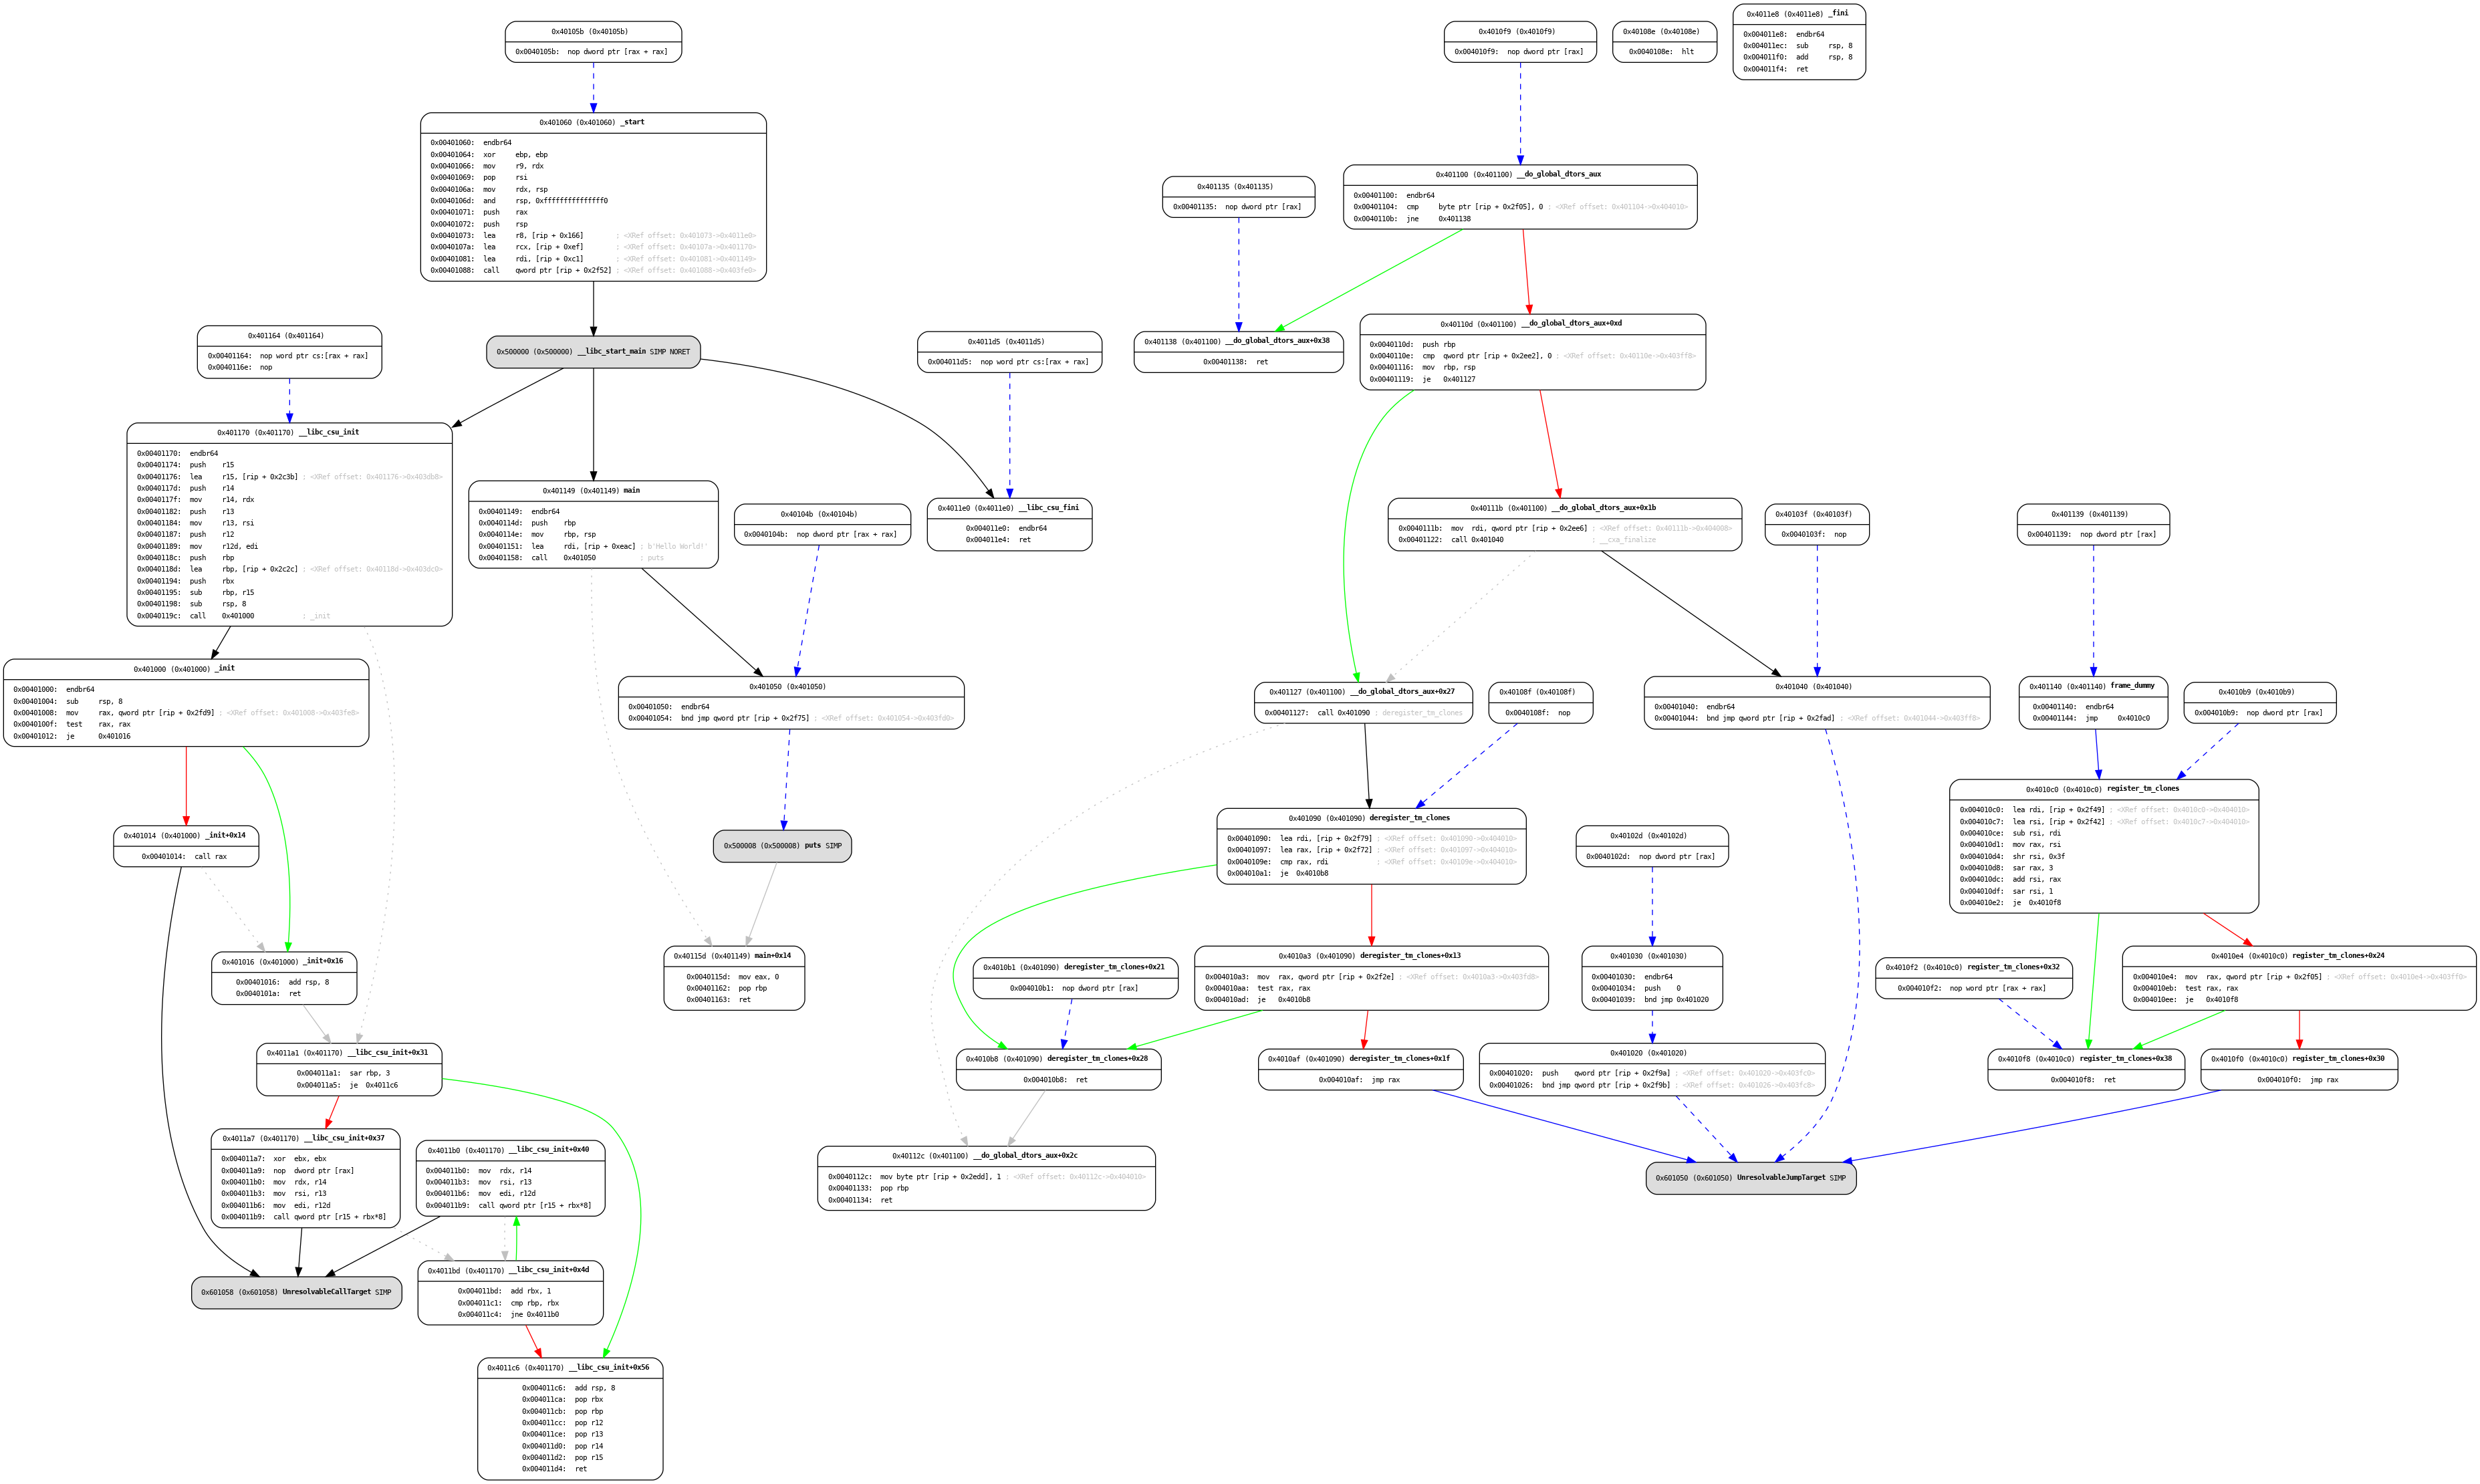 0x40105b (0x40105b)
0x0040105b: nop dword ptr [rax + rax]
0x4010f9 (0x4010f9)
0x004010f9: nop dword ptr [rax]
0x40108e (0x40108e)
0x0040108e: hlt
0x4011e8 (0x4011e8) _fini
0x004011e8: endbr64
0x004011ec: sub rsp, 8
0x004011f0: add rsp, 8
0x004011f4: ret
0x401060 (0x401060) _start
0x00401060: endbr64
0x00401064: xor ebp, ebp
0x00401066: mov r9, rdx
0x00401069: pop rsi
0x0040106a: mov rdx, rsp
0x0040106d: and rsp, 0xfffffffffffffff0
0x00401071: push rax
0x00401072: push rsp
0x00401073: lea r8, [rip + 0x166] ; <XRef offset: 0x401073->0x4011e0>
0x0040107a: lea rcx, [rip + 0xef] ; <XRef offset: 0x40107a->0x401170>
0x00401081: lea rdi, [rip + 0xc1] ; <XRef offset: 0x401081->0x401149>
0x00401088: call qword ptr [rip + 0x2f52] ; <XRef offset: 0x401088->0x403fe0>
0x401135 (0x401135)
0x00401135: nop dword ptr [rax]
0x401100 (0x401100) __do_global_dtors_aux
0x00401100: endbr64
0x00401104: cmp byte ptr [rip + 0x2f05], 0 ; <XRef offset: 0x401104->0x404010>
0x0040110b: jne 0x401138
0x401164 (0x401164)
0x00401164: nop word ptr cs:[rax + rax]
0x0040116e: nop
0x500000 (0x500000) __libc_start_main SIMP NORET
0x4011d5 (0x4011d5)
0x004011d5: nop word ptr cs:[rax + rax]
0x401138 (0x401100) __do_global_dtors_aux+0x38
0x00401138: ret
0x40110d (0x401100) __do_global_dtors_aux+0xd
0x0040110d: push rbp
0x0040110e: cmp qword ptr [rip + 0x2ee2], 0 ; <XRef offset: 0x40110e->0x403ff8>
0x00401116: mov rbp, rsp
0x00401119: je 0x401127
0x401170 (0x401170) __libc_csu_init
0x00401170: endbr64
0x00401174: push r15
0x00401176: lea r15, [rip + 0x2c3b] ; <XRef offset: 0x401176->0x403db8>
0x0040117d: push r14
0x0040117f: mov r14, rdx
0x00401182: push r13
0x00401184: mov r13, rsi
0x00401187: push r12
0x00401189: mov r12d, edi
0x0040118c: push rbp
0x0040118d: lea rbp, [rip + 0x2c2c] ; <XRef offset: 0x40118d->0x403dc0>
0x00401194: push rbx
0x00401195: sub rbp, r15
0x00401198: sub rsp, 8
0x0040119c: call 0x401000 ; _init
0x401149 (0x401149) main
0x00401149: endbr64
0x0040114d: push rbp
0x0040114e: mov rbp, rsp
0x00401151: lea rdi, [rip + 0xeac] ; b'Hello World!'
0x00401158: call 0x401050 ; puts
0x40104b (0x40104b)
0x0040104b: nop dword ptr [rax + rax]
0x4011e0 (0x4011e0) __libc_csu_fini
0x004011e0: endbr64
0x004011e4: ret
0x40111b (0x401100) __do_global_dtors_aux+0x1b
0x0040111b: mov rdi, qword ptr [rip + 0x2ee6] ; <XRef offset: 0x40111b->0x404008>
0x00401122: call 0x401040 ; __cxa_finalize
0x40103f (0x40103f)
0x0040103f: nop
0x401139 (0x401139)
0x00401139: nop dword ptr [rax]
0x401000 (0x401000) _init
0x00401000: endbr64
0x00401004: sub rsp, 8
0x00401008: mov rax, qword ptr [rip + 0x2fd9] ; <XRef offset: 0x401008->0x403fe8>
0x0040100f: test rax, rax
0x00401012: je 0x401016
0x401050 (0x401050)
0x00401050: endbr64
0x00401054: bnd jmp qword ptr [rip + 0x2f75] ; <XRef offset: 0x401054->0x403fd0>
0x401127 (0x401100) __do_global_dtors_aux+0x27
0x00401127: call 0x401090 ; deregister_tm_clones
0x40108f (0x40108f)
0x0040108f: nop
0x401040 (0x401040)
0x00401040: endbr64
0x00401044: bnd jmp qword ptr [rip + 0x2fad] ; <XRef offset: 0x401044->0x403ff8>
0x401140 (0x401140) frame_dummy
0x00401140: endbr64
0x00401144: jmp 0x4010c0
0x4010b9 (0x4010b9)
0x004010b9: nop dword ptr [rax]
0x401014 (0x401000) _init+0x14
0x00401014: call rax
0x500008 (0x500008) puts SIMP
0x401090 (0x401090) deregister_tm_clones
0x00401090: lea rdi, [rip + 0x2f79] ; <XRef offset: 0x401090->0x404010>
0x00401097: lea rax, [rip + 0x2f72] ; <XRef offset: 0x401097->0x404010>
0x0040109e: cmp rax, rdi ; <XRef offset: 0x40109e->0x404010>
0x004010a1: je 0x4010b8
0x40102d (0x40102d)
0x0040102d: nop dword ptr [rax]
0x4010c0 (0x4010c0) register_tm_clones
0x004010c0: lea rdi, [rip + 0x2f49] ; <XRef offset: 0x4010c0->0x404010>
0x004010c7: lea rsi, [rip + 0x2f42] ; <XRef offset: 0x4010c7->0x404010>
0x004010ce: sub rsi, rdi
0x004010d1: mov rax, rsi
0x004010d4: shr rsi, 0x3f
0x004010d8: sar rax, 3
0x004010dc: add rsi, rax
0x004010df: sar rsi, 1
0x004010e2: je 0x4010f8
0x401016 (0x401000) _init+0x16
0x00401016: add rsp, 8
0x0040101a: ret
0x40115d (0x401149) main+0x14
0x0040115d: mov eax, 0
0x00401162: pop rbp
0x00401163: ret
0x4010b1 (0x401090) deregister_tm_clones+0x21
0x004010b1: nop dword ptr [rax]
0x4010a3 (0x401090) deregister_tm_clones+0x13
0x004010a3: mov rax, qword ptr [rip + 0x2f2e] ; <XRef offset: 0x4010a3->0x403fd8>
0x004010aa: test rax, rax
0x004010ad: je 0x4010b8
0x401030 (0x401030)
0x00401030: endbr64
0x00401034: push 0
0x00401039: bnd jmp 0x401020
0x4010f2 (0x4010c0) register_tm_clones+0x32
0x004010f2: nop word ptr [rax + rax]
0x4010e4 (0x4010c0) register_tm_clones+0x24
0x004010e4: mov rax, qword ptr [rip + 0x2f05] ; <XRef offset: 0x4010e4->0x403ff0>
0x004010eb: test rax, rax
0x004010ee: je 0x4010f8
0x4011a1 (0x401170) __libc_csu_init+0x31
0x004011a1: sar rbp, 3
0x004011a5: je 0x4011c6
0x4010b8 (0x401090) deregister_tm_clones+0x28
0x004010b8: ret
0x4010af (0x401090) deregister_tm_clones+0x1f
0x004010af: jmp rax
0x401020 (0x401020)
0x00401020: push qword ptr [rip + 0x2f9a] ; <XRef offset: 0x401020->0x403fc0>
0x00401026: bnd jmp qword ptr [rip + 0x2f9b] ; <XRef offset: 0x401026->0x403fc8>
0x4010f8 (0x4010c0) register_tm_clones+0x38
0x004010f8: ret
0x4010f0 (0x4010c0) register_tm_clones+0x30
0x004010f0: jmp rax
0x4011a7 (0x401170) __libc_csu_init+0x37
0x004011a7: xor ebx, ebx
0x004011a9: nop dword ptr [rax]
0x004011b0: mov rdx, r14
0x004011b3: mov rsi, r13
0x004011b6: mov edi, r12d
0x004011b9: call qword ptr [r15 + rbx*8]
0x4011b0 (0x401170) __libc_csu_init+0x40
0x004011b0: mov rdx, r14
0x004011b3: mov rsi, r13
0x004011b6: mov edi, r12d
0x004011b9: call qword ptr [r15 + rbx*8]
0x40112c (0x401100) __do_global_dtors_aux+0x2c
0x0040112c: mov byte ptr [rip + 0x2edd], 1 ; <XRef offset: 0x40112c->0x404010>
0x00401133: pop rbp
0x00401134: ret
0x601050 (0x601050) UnresolvableJumpTarget SIMP
0x601058 (0x601058) UnresolvableCallTarget SIMP
0x4011bd (0x401170) __libc_csu_init+0x4d
0x004011bd: add rbx, 1
0x004011c1: cmp rbp, rbx
0x004011c4: jne 0x4011b0
0x4011c6 (0x401170) __libc_csu_init+0x56
0x004011c6: add rsp, 8
0x004011ca: pop rbx
0x004011cb: pop rbp
0x004011cc: pop r12
0x004011ce: pop r13
0x004011d0: pop r14
0x004011d2: pop r15
0x004011d4: ret